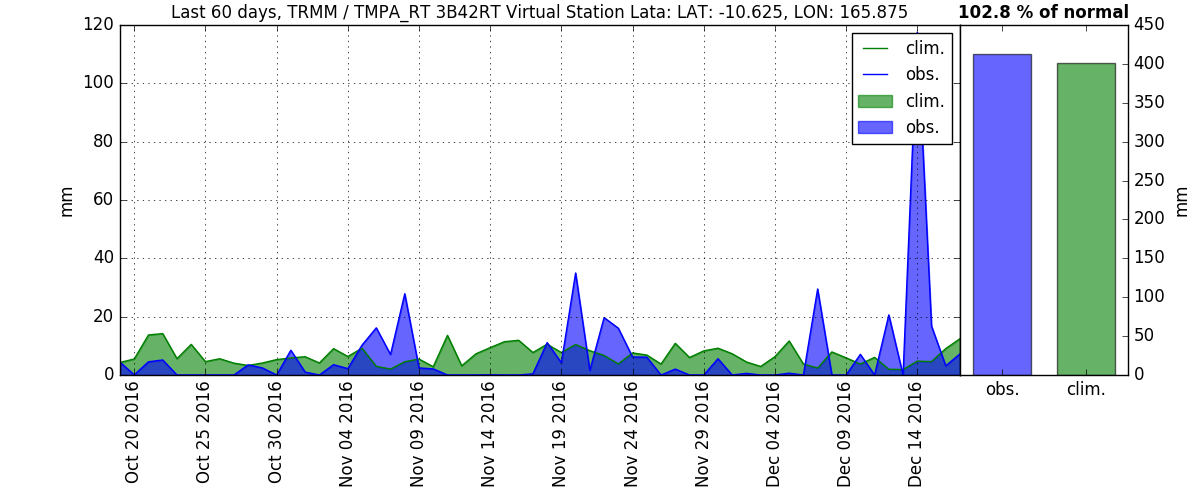 Last 60 days, TRMM / TMPA_RT 3B42RT Virtual Station Lata: LAT: -10.625, LON: 165.875
102.8 % of normal
120
100
80
60
40
20
0
mm
clim.
obs.
clim.
obs.
450
400
350
300
250
200
150
100
50
0
mm
obs.
clim.
Oct 20 2016
Oct 25 2016
Oct 30 2016
Nov 04 2016
Nov 09 2016
Nov 14 2016
Nov 19 2016
Nov 24 2016
Nov 29 2016
Dec 04 2016
Dec 09 2016
Dec 14 2016